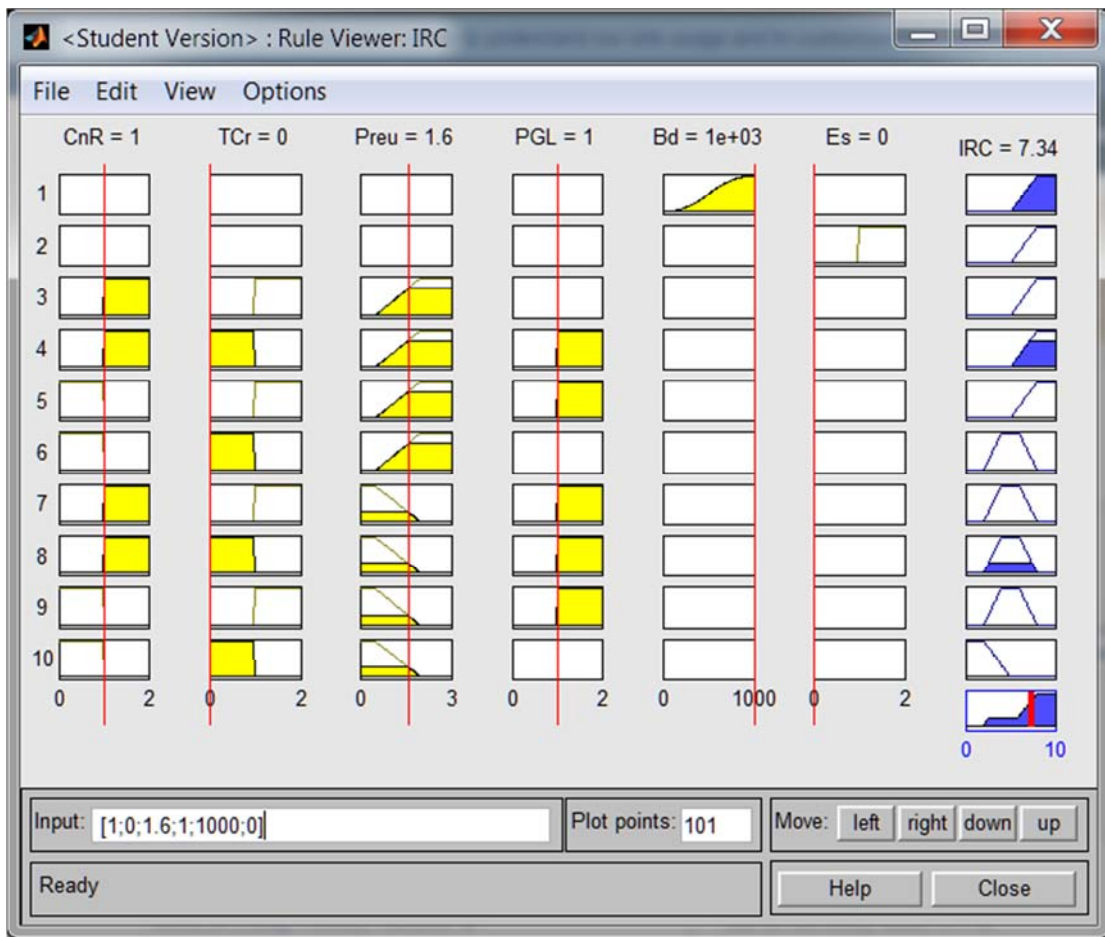 <Student Version> : Rule Viewer: IRC
File Edit View Options
CnR = 1 TCr = 0 Preu = 1.6 PGL = 1 Bd = 1e+03 Es = 0 IRC = 7.34
1
2
3
4
5
6
7
8
9
10
0 2 0 2 0 3 0 2 0 1000 0 2
0 10
Input: [1;0;1.6;1;1000;0] Plot points: 101 Move: left right down up
Ready Help Close